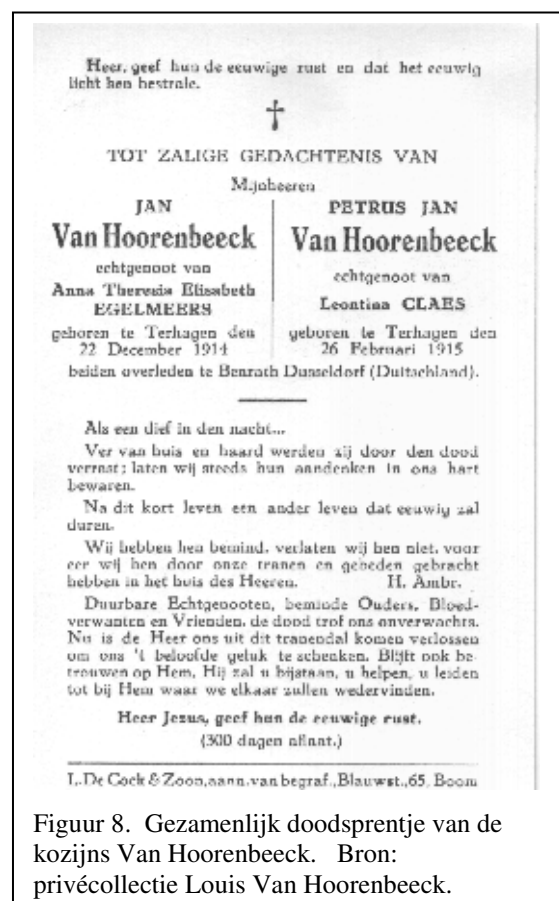 Heer, geef hun de eeuwige rust en dat het eeuwig
licht hen bestrale.
TOT ZALIGE GEDACHTENIS VAN
Mijnheeren
JAN
Van Hoorenbeeck
echtgenoot van
Anna Theresia Elisabeth
EGELMEERS
geboren te Terhagen den
22 December 1914
PETRUS JAN
Van Hoorenbeeck
echtgenoot van
Leontina CLAES
geboren te Terhagen den
26 Februari 1915
beiden overleden te Benrath Dusseldorf (Duitschland).
Als een dief in den nacht...
Ver van huis en haard werden zij door den dood
verrast; laten wij steeds hun aandenken in ons hart
bewaren.
Na dit kort leven een ander leven dat eeuwig zal
duren.
Wij hebben hen bemind, verlaten wij hen niet, voor
eer wij hen door onze tranen en gebeden gebracht
hebben in het huis des Heeren. H. Ambr.
Duurbare Echtgenooten, beminde Ouders, Bloed-
verwanten en Vrienden, de dood trof ons onverwachts.
Nu is de Heer ons uit dit tranendal komen verlossen
om ons 't beloofde geluk te schenken. Blijft ook be-
trouwen op Hem, Hij zal u bijstaan, u helpen, u leiden
tot bij Hem waar we elkaar zullen wedervinden.
Heer Jezus, geef hun de eeuwige rust.
(300 dagen aflaat.)
L. De Cock & Zoon, aann. van begraf., Blauwst., 65, Boom
Figuur 8. Gezamenlijk doodsprentje van de
kozijns Van Hoorenbeeck. Bron:
privécollectie Louis Van Hoorenbeeck.